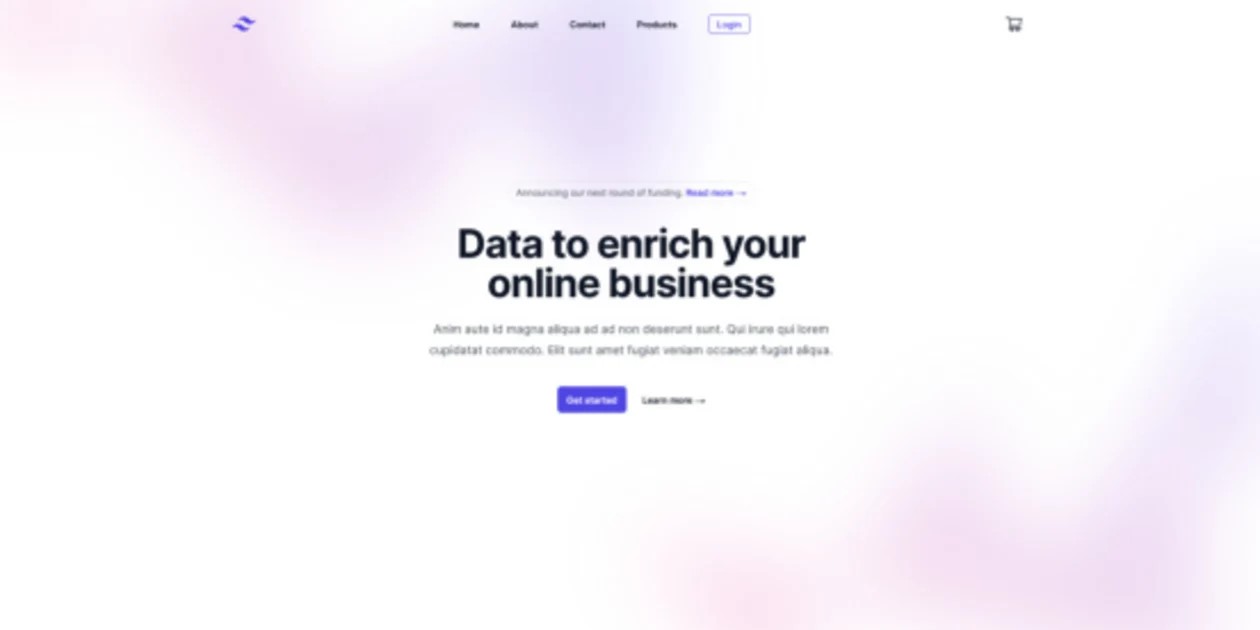 Home About Contact Products Login
Announcing our next round of funding. Read more →
Data to enrich your
online business
Anim aute id magna aliqua ad ad non deserunt sunt. Qui irure qui lorem
cupidatat commodo. Elit sunt amet fugiat veniam occaecat fugiat aliqua.
Get started Learn more →